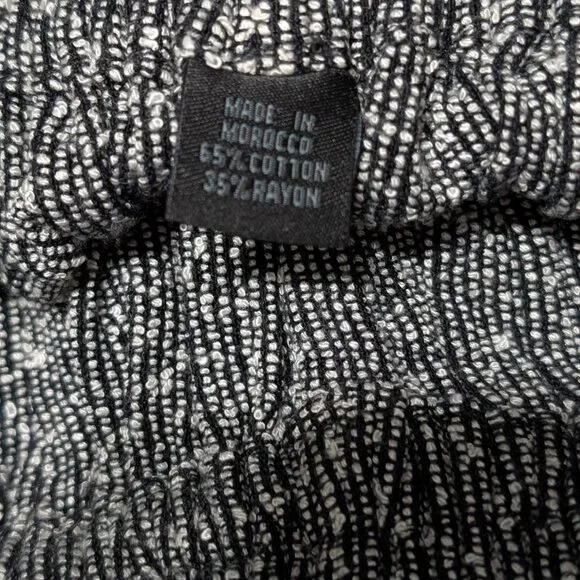 MADE IN
MOROCCO
65% COTTON
35% RAYON